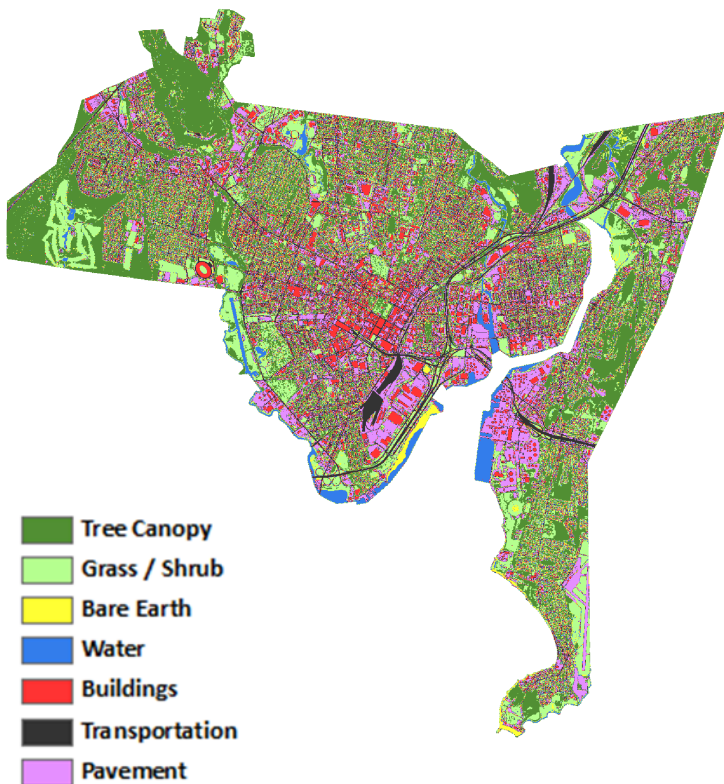 Tree Canopy
Grass / Shrub
Bare Earth
Water
Buildings
Transportation
Pavement